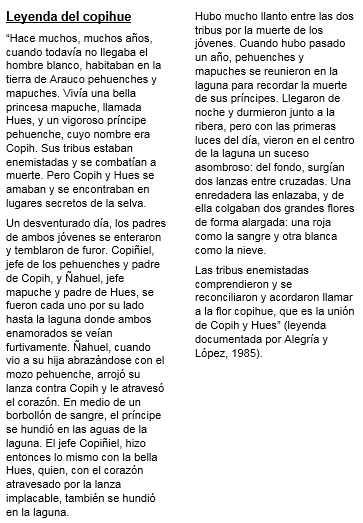 Leyenda del copihue
“Hace muchos, muchos años,
cuando todavía no llegaba el
hombre blanco, habitaban en la
tierra de Arauco pehuenches y
mapuches. Vivía una bella
princesa mapuche, llamada
Hues, y un vigoroso príncipe
pehuenche, cuyo nombre era
Copih. Sus tribus estaban
enemistadas y se combatían a
muerte. Pero Copih y Hues se
amaban y se encontraban en
lugares secretos de la selva.
Un desventurado día, los padres
de ambos jóvenes se enteraron
y temblaron de furor. Copiñiel,
jefe de los pehuenches y padre
de Copih, y Ñahuel, jefe
mapuche y padre de Hues, se
fueron cada uno por su lado
hasta la laguna donde ambos
enamorados se veían
furtivamente. Ñahuel, cuando
vio a su hija abrazándose con el
mozo pehuenche, arrojó su
lanza contra Copih y le atravesó
el corazón. En medio de un
borbollón de sangre, el príncipe
se hundió en las aguas de la
laguna. El jefe Copiñiel, hizo
entonces lo mismo con la bella
Hues, quien, con el corazón
atravesado por la lanza
implacable, también se hundió
en la laguna.
Hubo mucho llanto entre las dos
tribus por la muerte de los
jóvenes. Cuando hubo pasado
un año, pehuenches y
mapuches se reunieron en la
laguna para recordar la muerte
de sus príncipes. Llegaron de
noche y durmieron junto a la
ribera, pero con las primeras
luces del día, vieron en el centro
de la laguna un suceso
asombroso: del fondo, surgían
dos lanzas entre cruzadas. Una
enredadera las enlazaba, y de
ella colgaban dos grandes flores
de forma alargada: una roja
como la sangre y otra blanca
como la nieve.
Las tribus enemistadas
comprendieron y se
reconciliaron y acordaron llamar
a la flor copihue, que es la unión
de Copih y Hues” (leyenda
documentada por Alegría y
López, 1985).